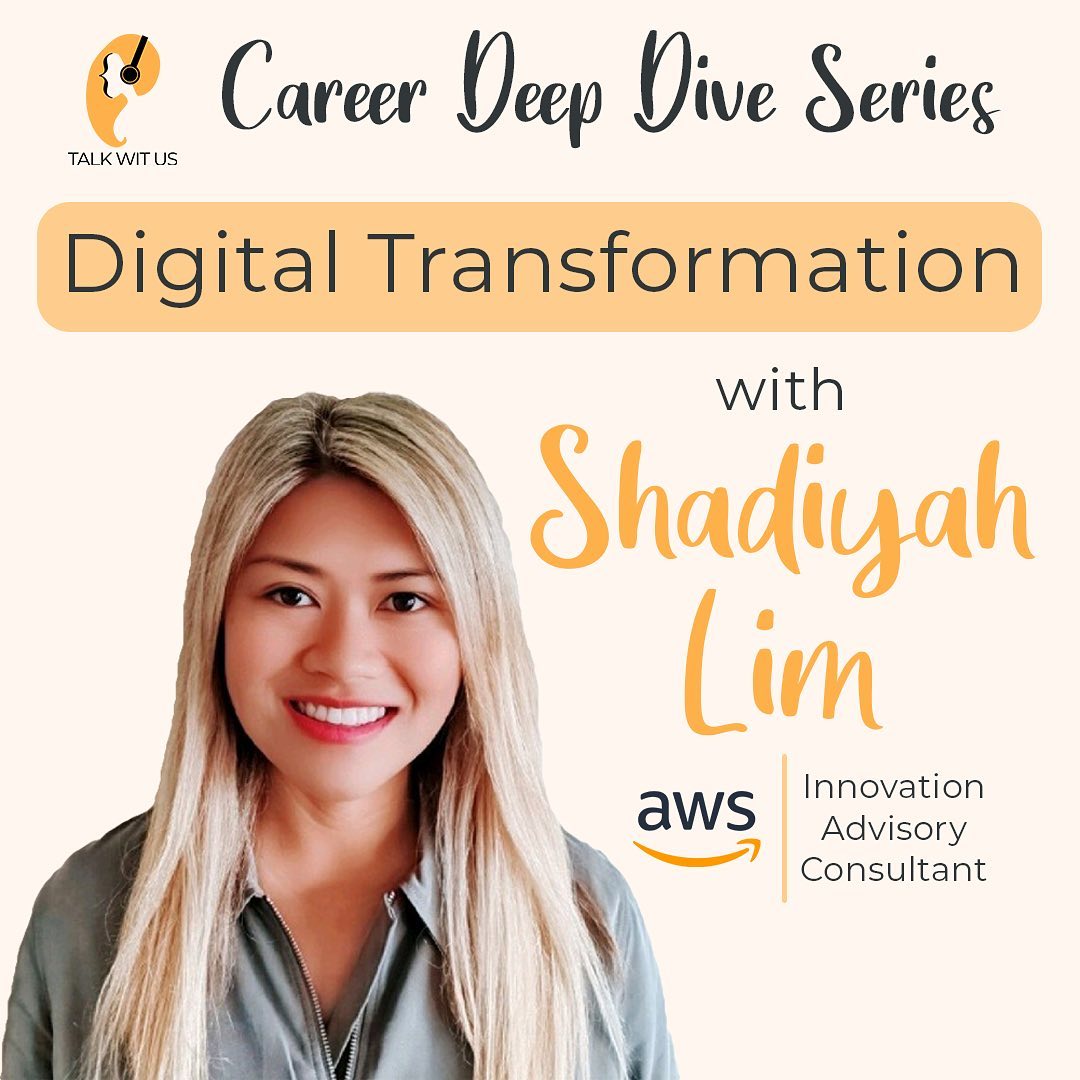 Career Deep Dive Series
TALK WIT US
Digital Transformation
with
Shadiyah
Lim
aws
Innovation
Advisory
Consultant